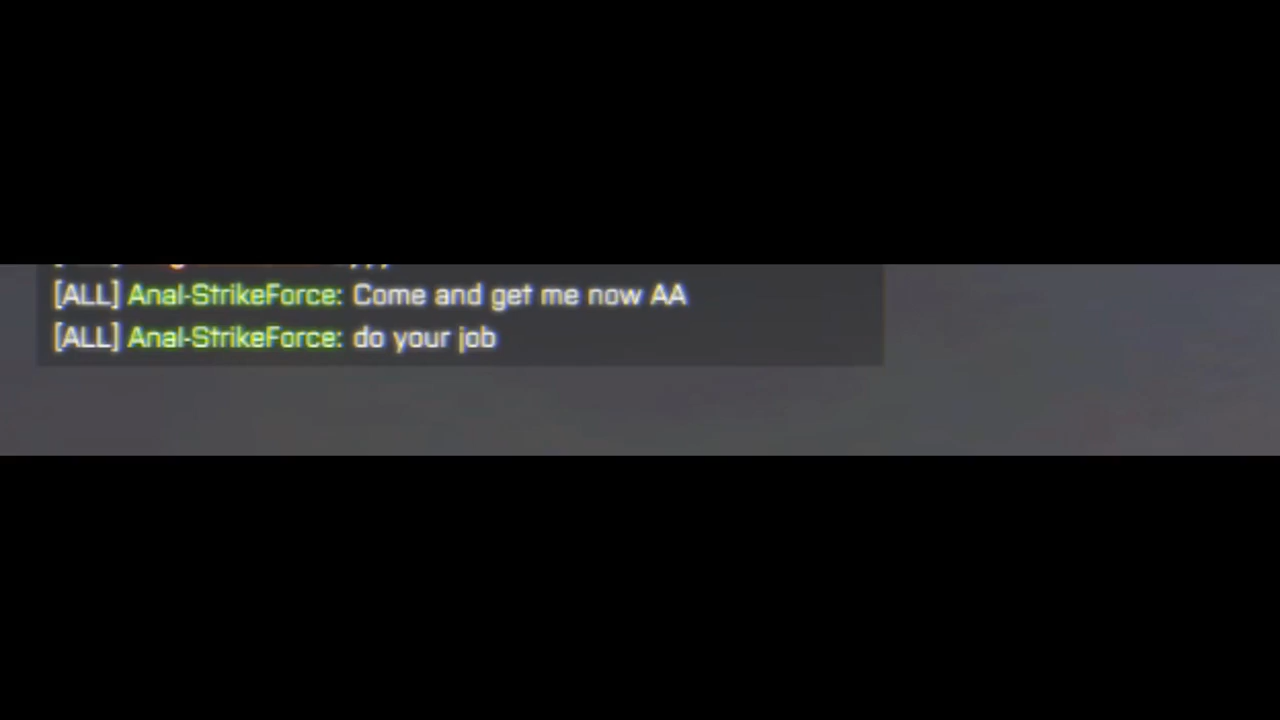 [ALL] Anal-StrikeForce: Come and get me now AA
[ALL] Anal-StrikeForce: do your job